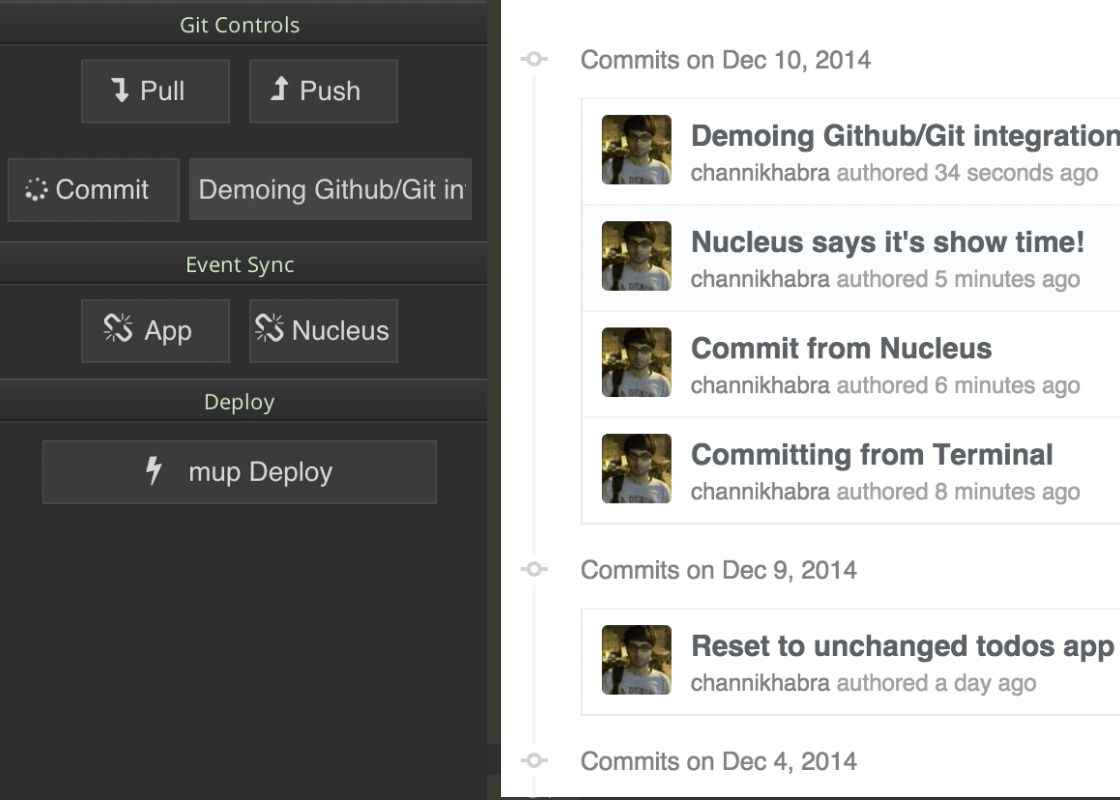 Git Controls
Pull
Push
Commit
Demoing Github/Git in
Event Sync
App
Nucleus
Deploy
mup Deploy
Commits on Dec 10, 2014
Demoing Github/Git integration
channikhabra authored 34 seconds ago
Nucleus says it's show time!
channikhabra authored 5 minutes ago
Commit from Nucleus
channikhabra authored 6 minutes ago
Committing from Terminal
channikhabra authored 8 minutes ago
Commits on Dec 9, 2014
Reset to unchanged todos app
channikhabra authored a day ago
Commits on Dec 4, 2014